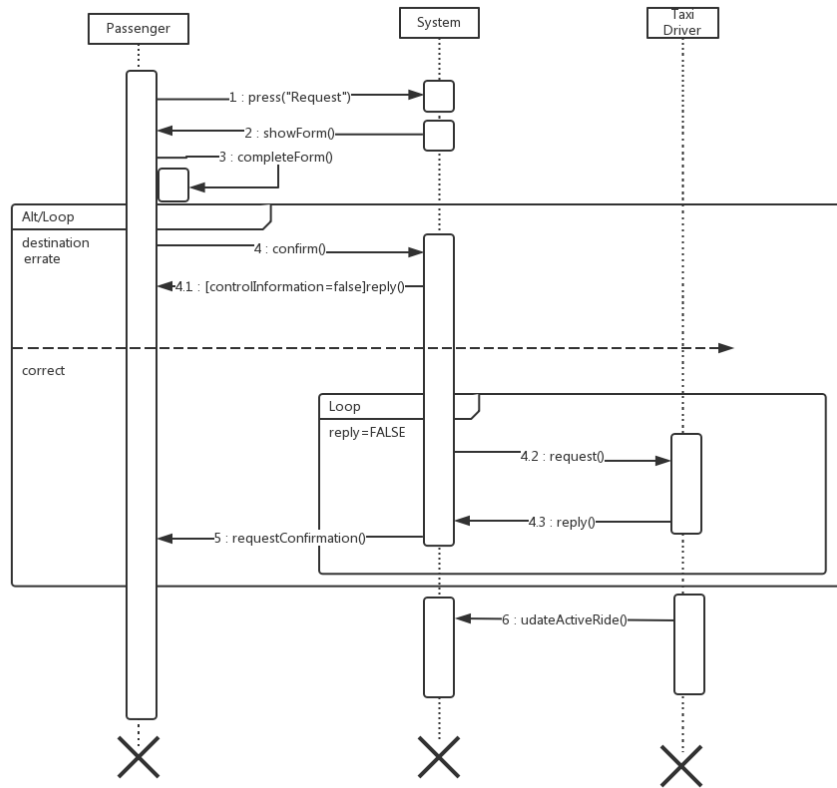 Passenger
System
Taxi
Driver
1 : press("Request")
2 : showForm()
3 : completeForm()
Alt/Loop
destination
errate
4 : confirm()
4.1 : [controlInformation=false]reply()
correct
Loop
reply=FALSE
4.2 : request()
4.3 : reply()
5 : requestConfirmation()
6 : udateActiveRide()